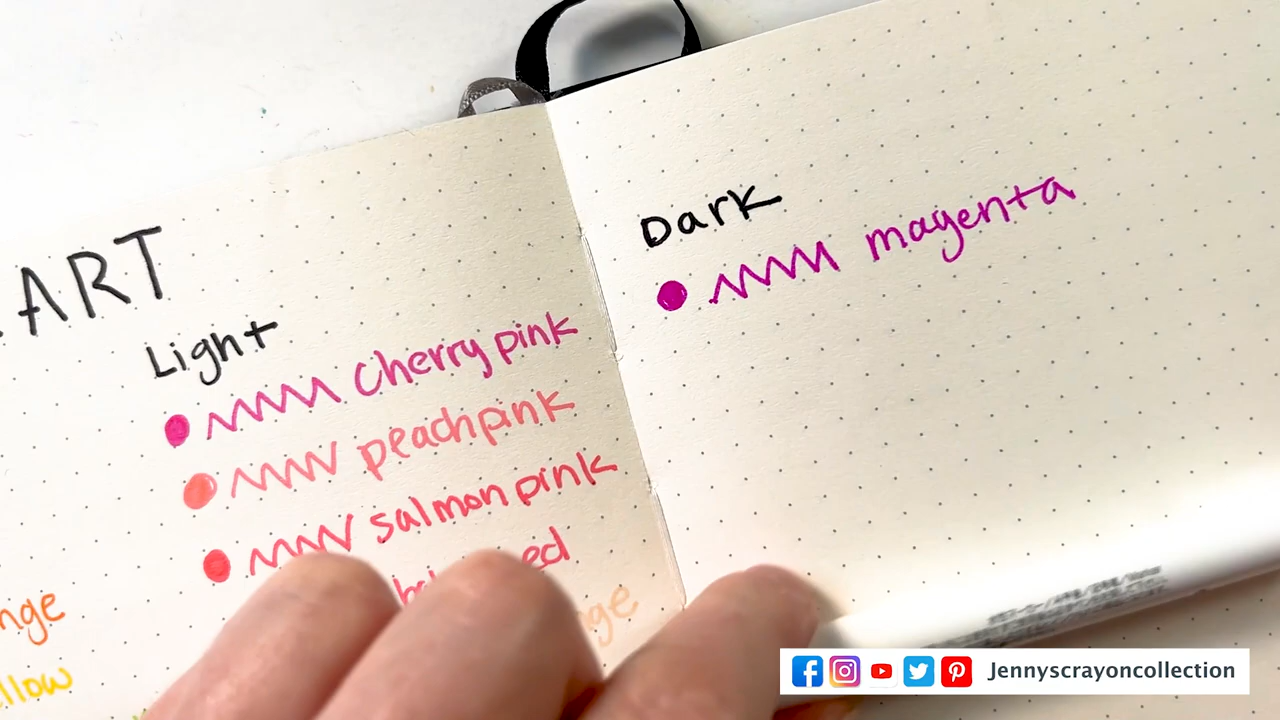 ART
Light
cherry pink
peach pink
salmon pink
Dark
magenta
Jennyscrayoncollection